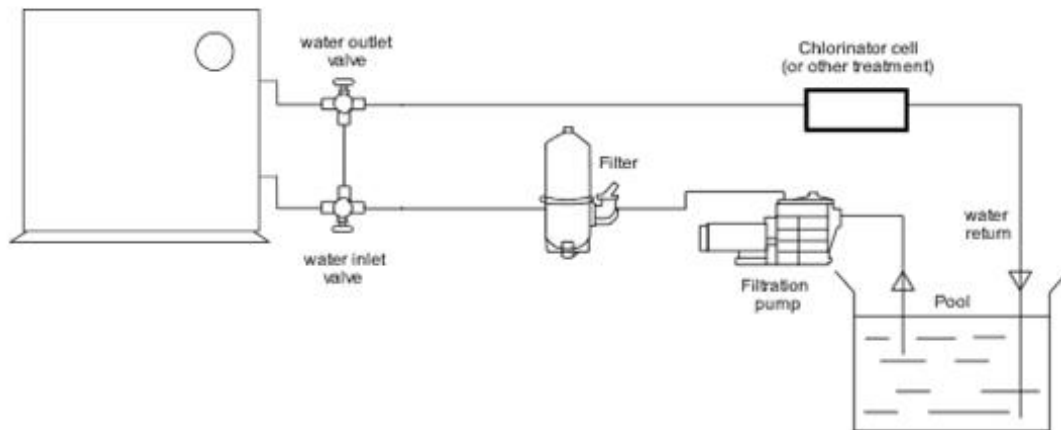 water outlet
valve
Chlorinator cell
(or other treatment)
Filter
water
return
water inlet
valve
Filtration
pump
Pool